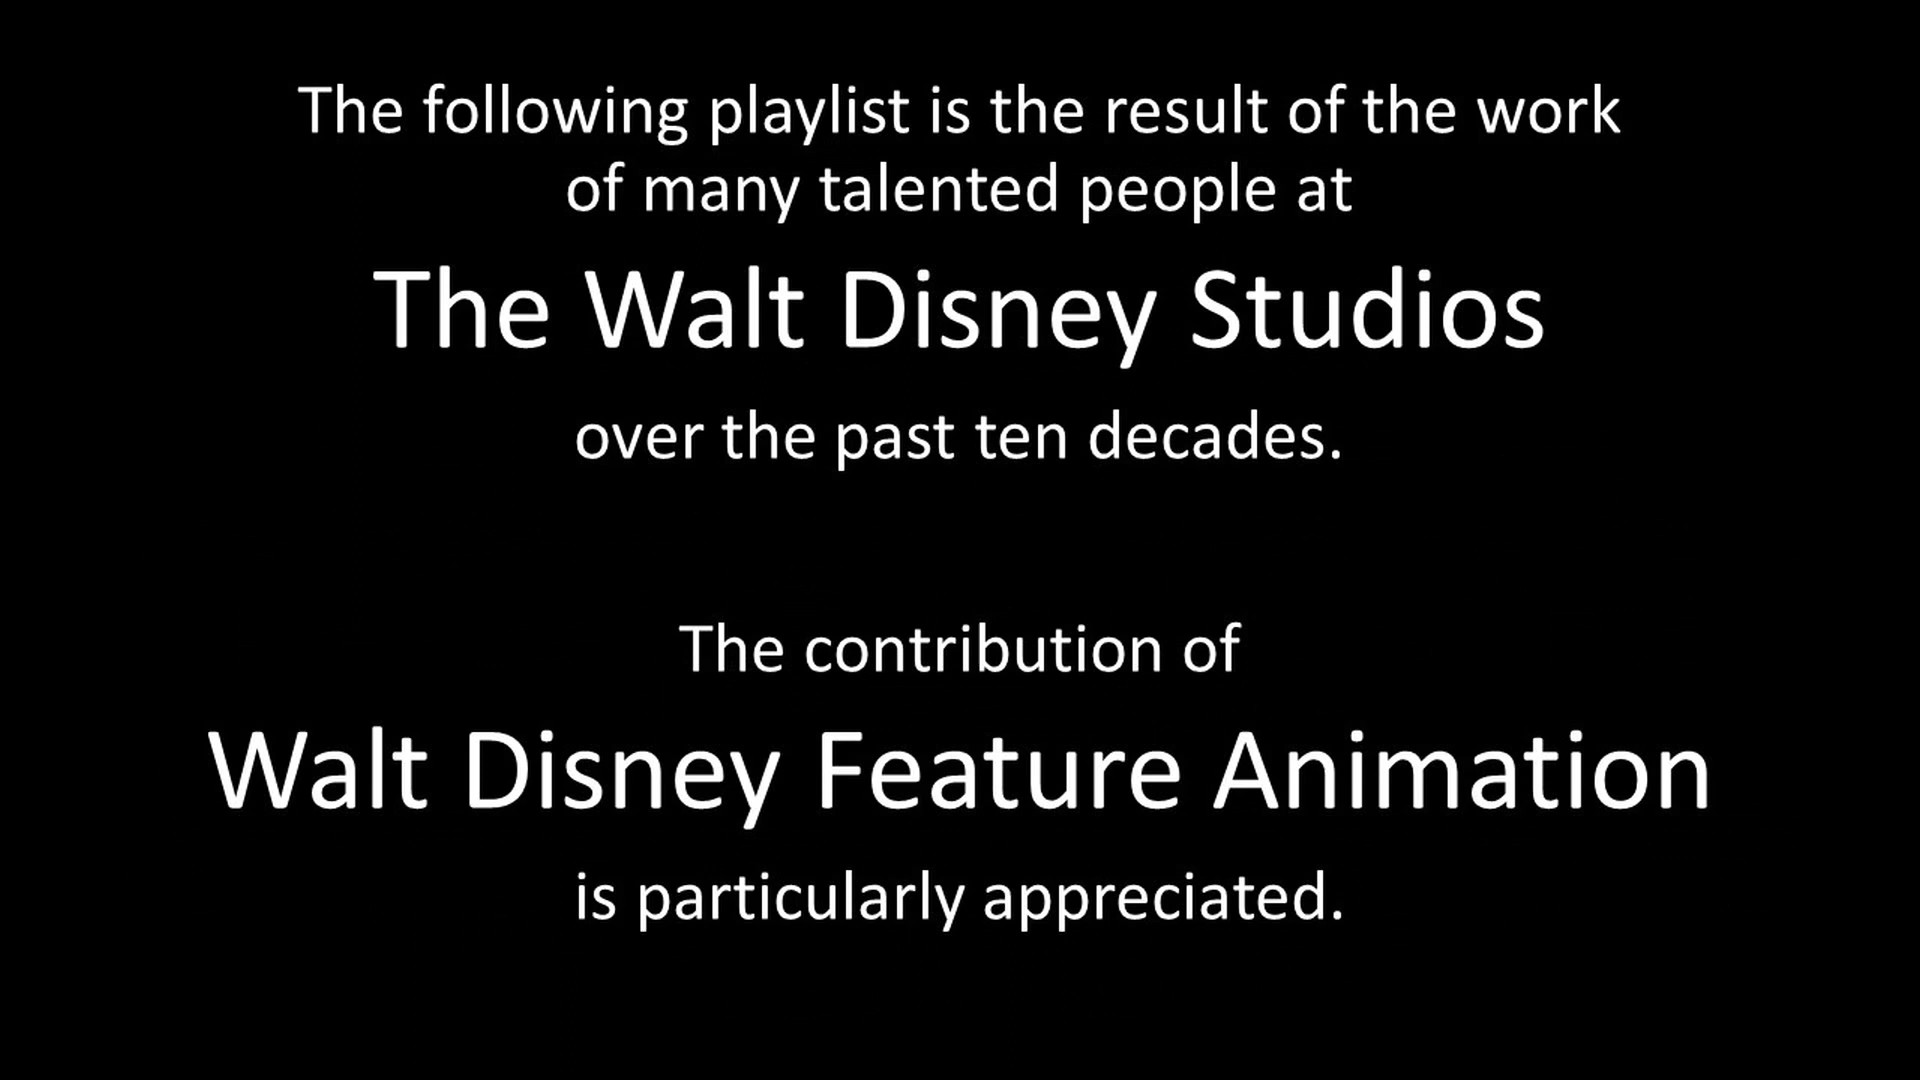 The following playlist is the result of the work
of many talented people at
The Walt Disney Studios
over the past ten decades.
The contribution of
Walt Disney Feature Animation
is particularly appreciated.